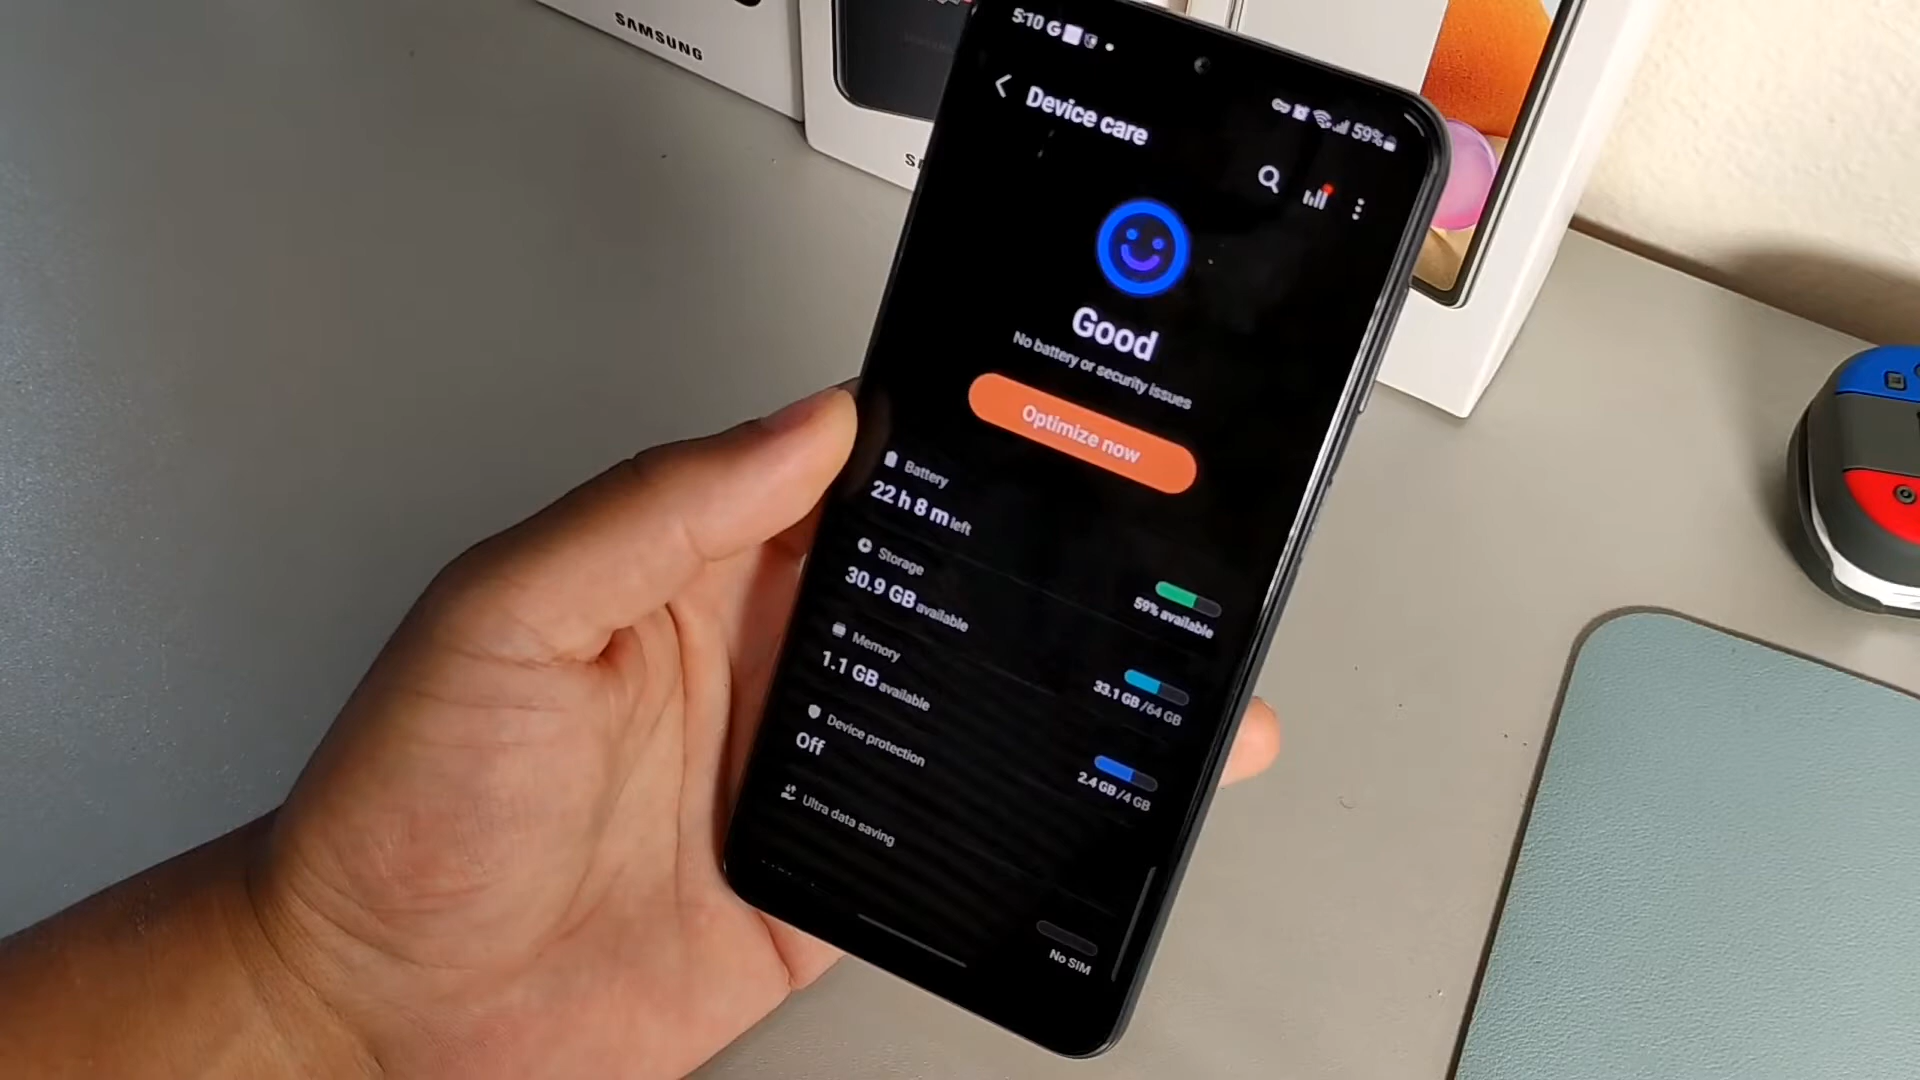 SAMSUNG
5:10 G
59%
Device care
Good
No battery or security issues
Optimize now
Battery
22 h 8 m left
59% available
Storage
30.9 GB available
33.1 GB /64 GB
Memory
1.1 GB available
2.4 GB /4 GB
Device protection
Off
Ultra data saving
No SIM